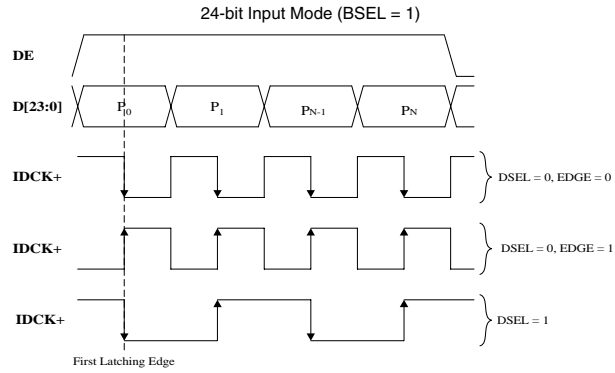 24-bit Input Mode (BSEL = 1)
DE
D[23:0]
P0
P1
PN-1
PN
IDCK+
DSEL = 0, EDGE = 0
IDCK+
DSEL = 0, EDGE = 1
IDCK+
DSEL = 1
First Latching Edge